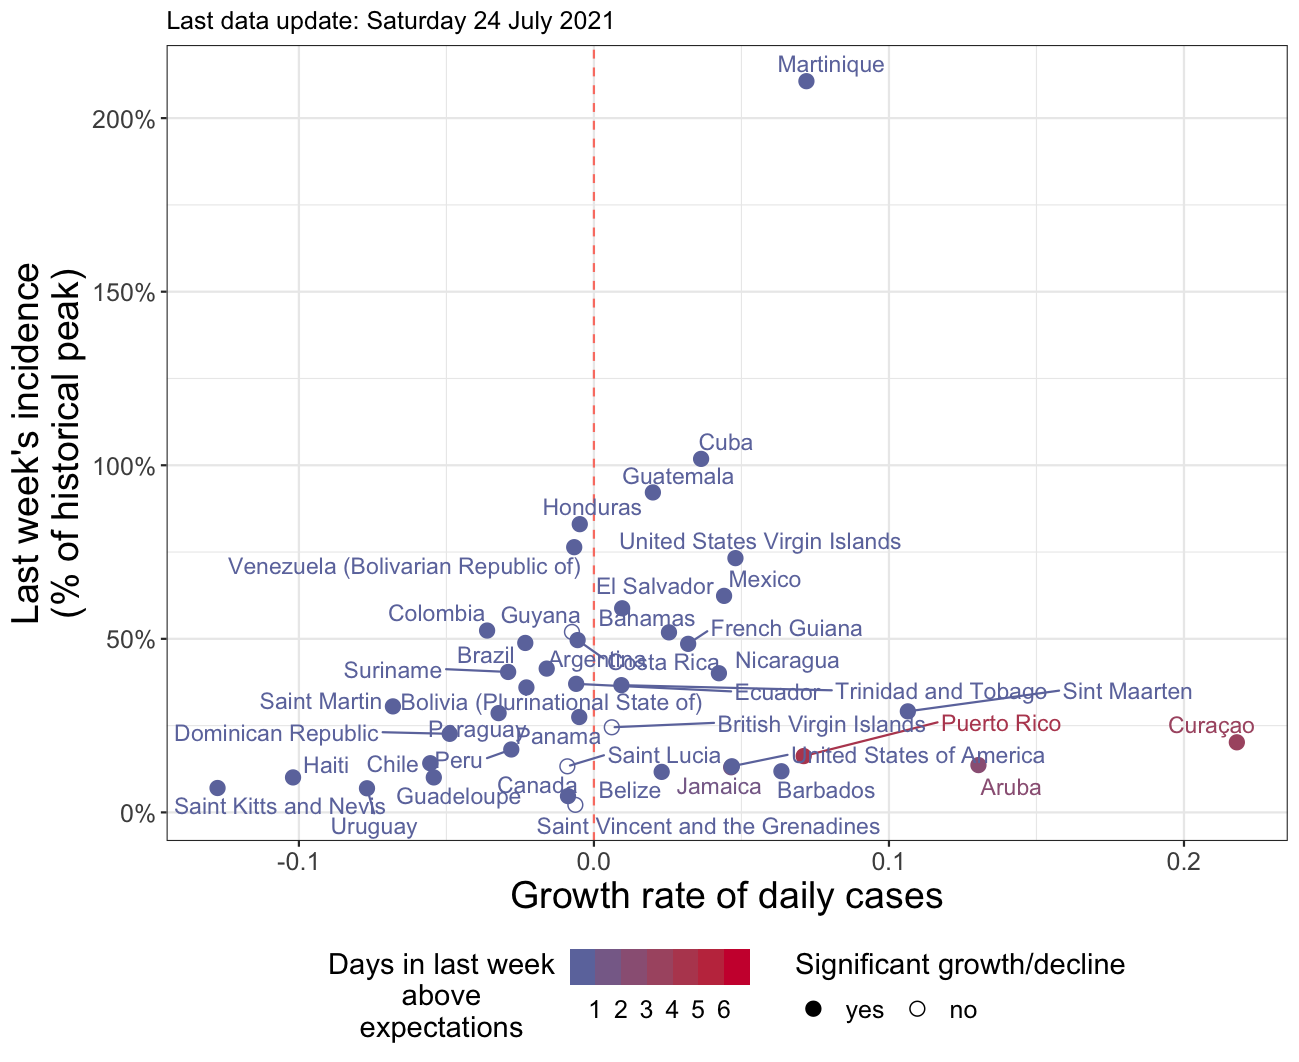 Last data update: Saturday 24 July 2021
Martinique
200%
150%
Last week's incidence
(% of historical peak)
100%
Cuba
Guatemala
Honduras
United States Virgin Islands
Venezuela (Bolivarian Republic of)
Mexico
El Salvador
Colombia
Guyana
Bahamas
French Guiana
50%
Brazil
Argentina
Costa Rica
Nicaragua
Suriname
Ecuador
Trinidad and Tobago
Sint Maarten
Saint Martin
Bolivia (Plurinational State of)
Dominican Republic
Paraguay
Panama
British Virgin Islands
Puerto Rico
Curaçao
Haiti
Chile
Peru
Saint Lucia
United States of America
Saint Kitts and Nevis
Guadeloupe
Canada
Belize
Jamaica
Barbados
Aruba
0%
Uruguay
Saint Vincent and the Grenadines
-0.1
0.0
0.1
0.2
Growth rate of daily cases
Days in last week
above
expectations
1 2 3 4 5 6
Significant growth/decline
yes
no